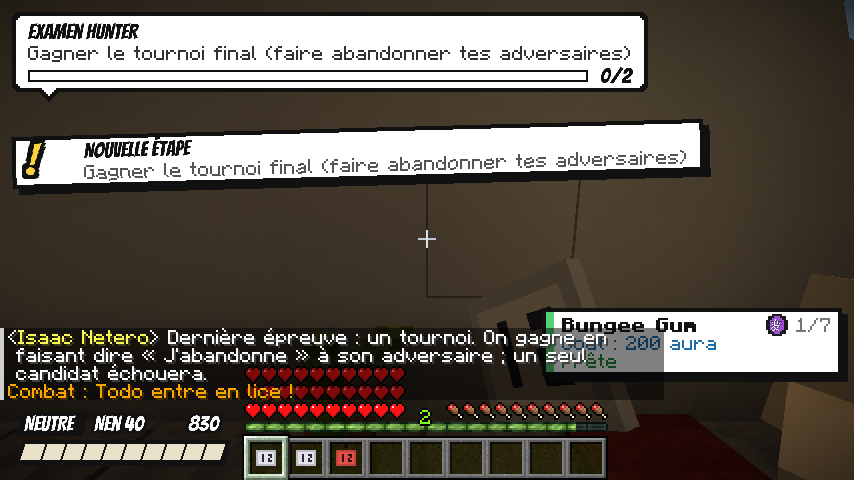 EXAMEN HUNTER
Gagner le tournoi final (faire abandonner tes adversaires)
0/2
NOUVELLE ÉTAPE
Gagner le tournoi final (faire abandonner tes adversaires)
Bungee Gum 1/7
Coût : 200 aura
Prête
<Isaac Netero> Dernière épreuve : un tournoi. On gagne en
faisant dire « J'abandonne » à son adversaire ; un seul
candidat échouera.
Combat : Todo entre en lice !
NEUTRE NEN 40 830
2
12 12 12